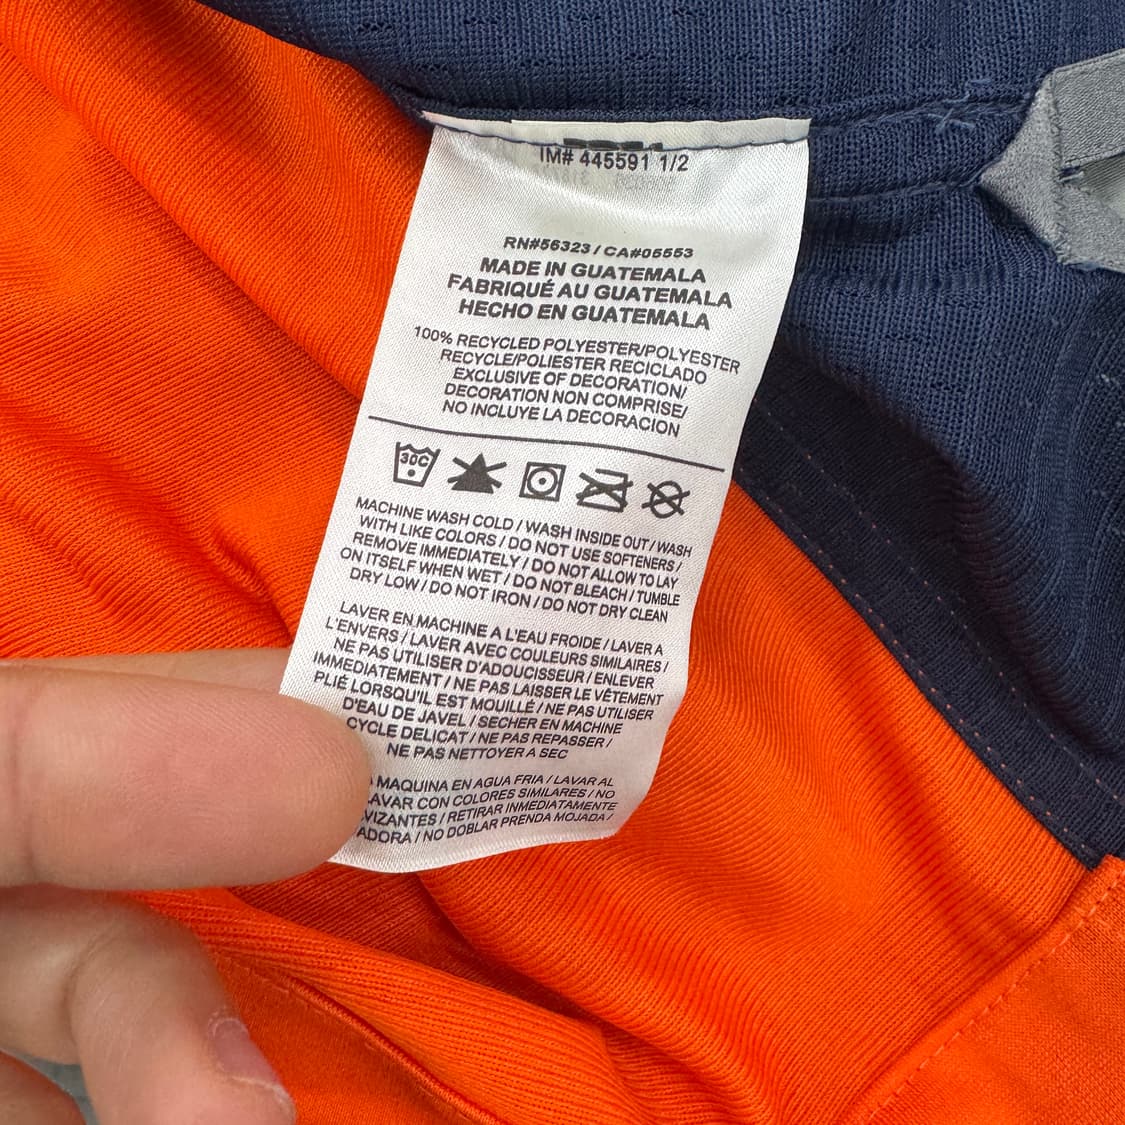 IM# 445591 1/2
RN#56323 / CA#05553
MADE IN GUATEMALA
FABRIQUÉ AU GUATEMALA
HECHO EN GUATEMALA
100% RECYCLED POLYESTER/POLYESTER
RECYCLE/POLIESTER RECICLADO
EXCLUSIVE OF DECORATION/
DECORATION NON COMPRISE/
NO INCLUYE LA DECORACION
30C
MACHINE WASH COLD / WASH INSIDE OUT / WASH
WITH LIKE COLORS / DO NOT USE SOFTENERS /
REMOVE IMMEDIATELY / DO NOT ALLOW TO LAY
ON ITSELF WHEN WET / DO NOT BLEACH / TUMBLE
DRY LOW / DO NOT IRON / DO NOT DRY CLEAN
LAVER EN MACHINE A L'EAU FROIDE / LAVER A
L'ENVERS / LAVER AVEC COULEURS SIMILAIRES /
NE PAS UTILISER D'ADOUCISSEUR / ENLEVER
IMMEDIATEMENT / NE PAS LAISSER LE VÊTEMENT
PLIÉ LORSQU'IL EST MOUILLÉ / NE PAS UTILISER
D'EAU DE JAVEL / SECHER EN MACHINE
CYCLE DELICAT / NE PAS REPASSER /
NE PAS NETTOYER A SEC
MAQUINA EN AGUA FRIA / LAVAR AL
AVAR CON COLORES SIMILARES / NO
VIZANTES / RETIRAR INMEDIATAMENTE
ADORA / NO DOBLAR PRENDA MOJADA /